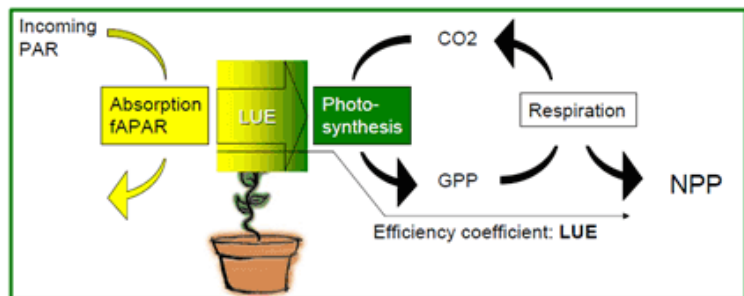 Incoming
PAR
Absorption
fAPAR
LUE
Photo-
synthesis
CO2
GPP
Respiration
NPP
Efficiency coefficient: LUE